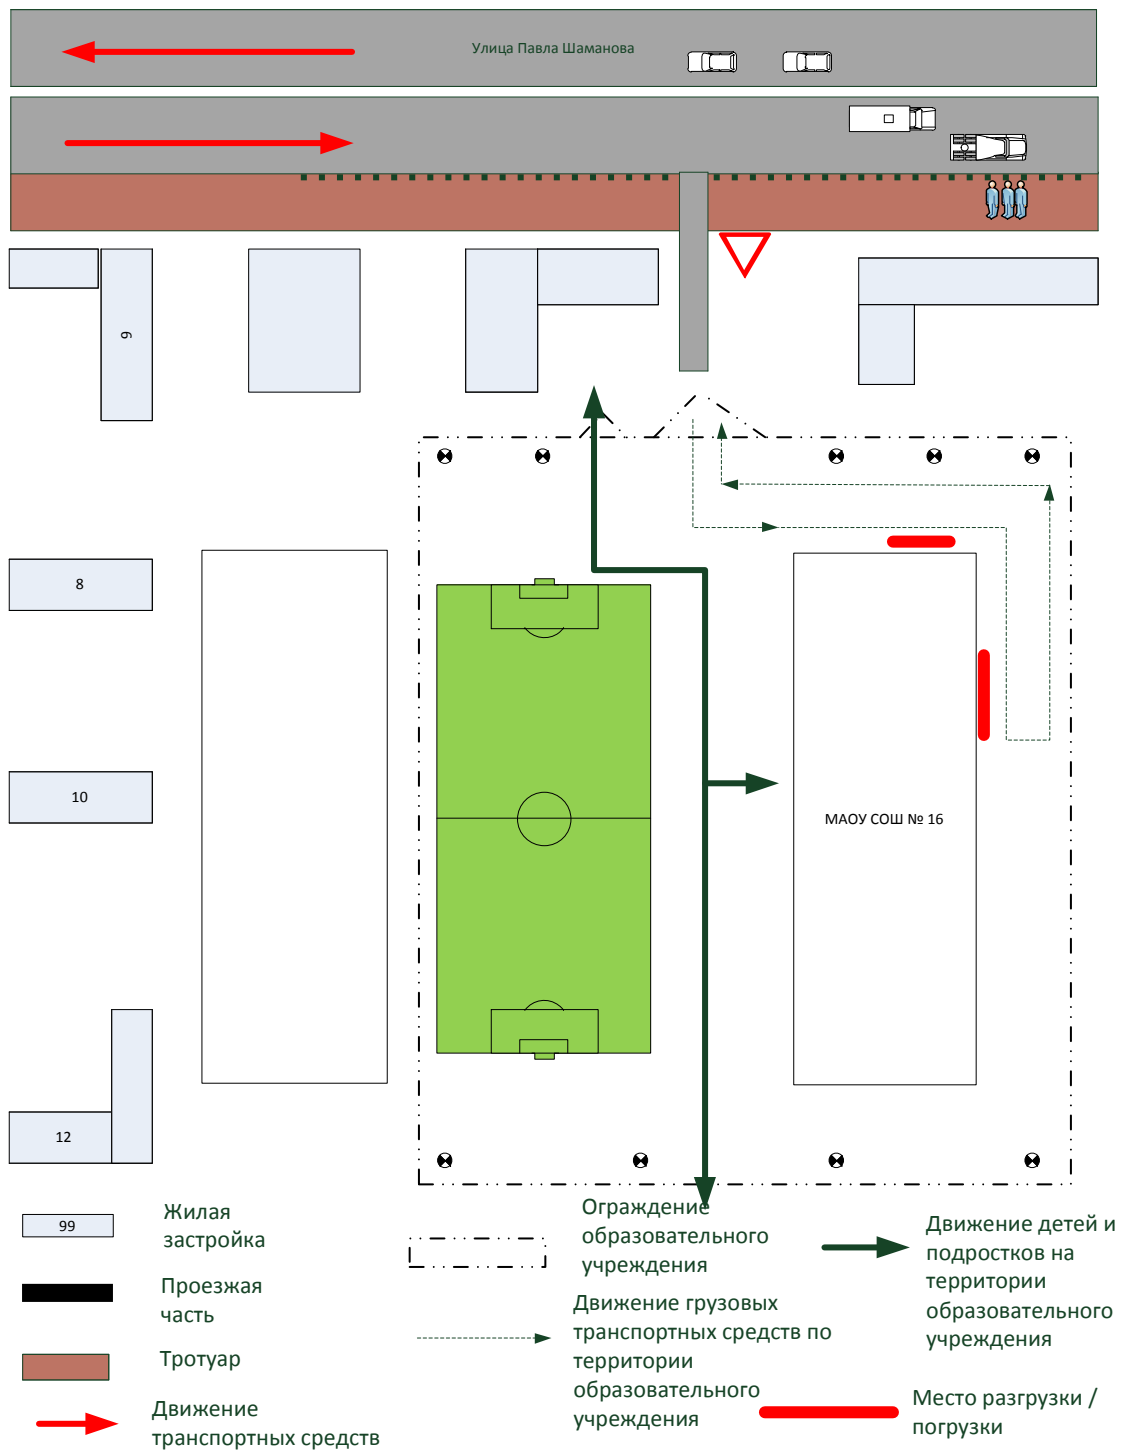 Улица Павла Шаманова
9
8
10
МАОУ СОШ № 16
12
99
Жилая
застройка
Проезжая
часть
Тротуар
Движение
транспортных средств
Ограждение
образовательного
учреждения
Движение грузовых
транспортных средств по
территории
образовательного
учреждения
Движение детей и
подростков на
территории
образовательного
учреждения
Место разгрузки /
погрузки